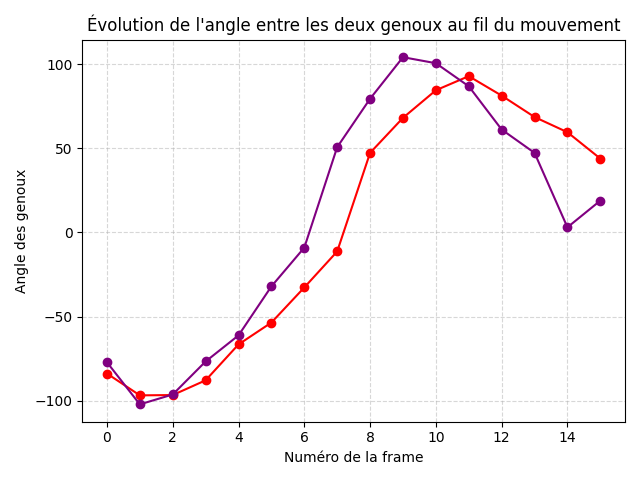 Évolution de l'angle entre les deux genoux au fil du mouvement
100
50
0
−50
−100
Angle des genoux
0 2 4 6 8 10 12 14
Numéro de la frame